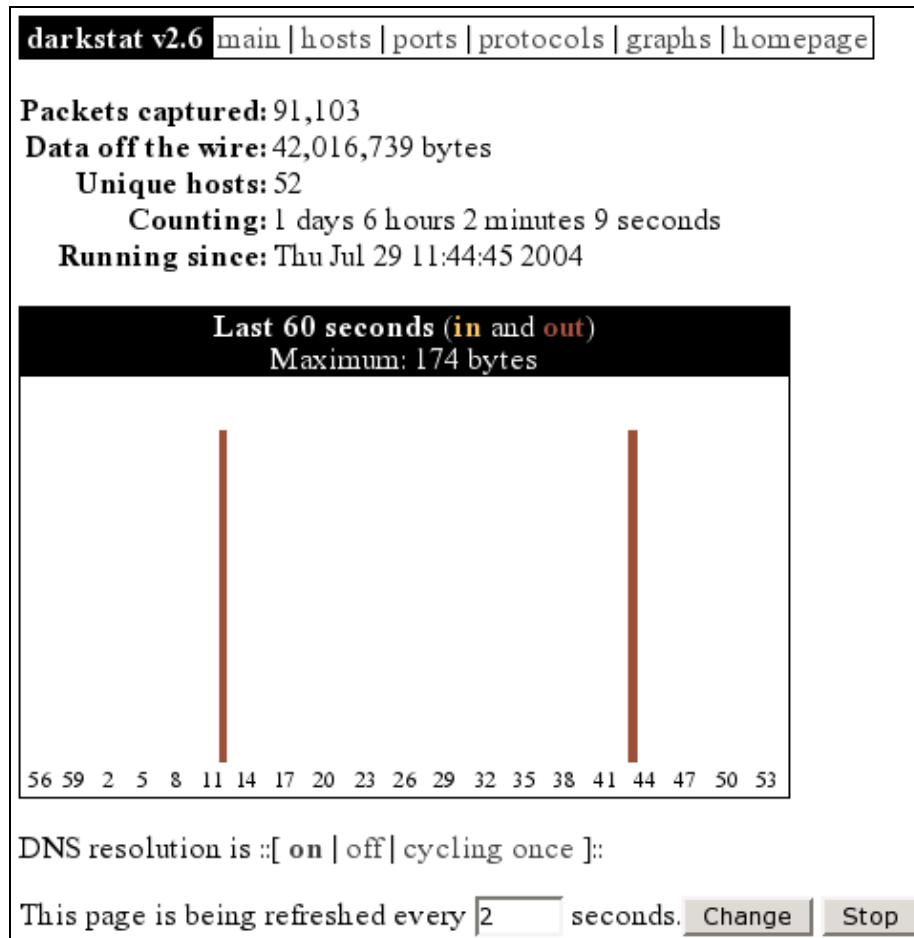 darkstat v2.6 main | hosts | ports | protocols | graphs | homepage
Packets captured: 91,103
Data off the wire: 42,016,739 bytes
Unique hosts: 52
Counting: 1 days 6 hours 2 minutes 9 seconds
Running since: Thu Jul 29 11:44:45 2004
Last 60 seconds (in and out)
Maximum: 174 bytes
56 59 2 5 8 11 14 17 20 23 26 29 32 35 38 41 44 47 50 53
DNS resolution is ::[ on | off | cycling once ]::
This page is being refreshed every 2 seconds. Change Stop